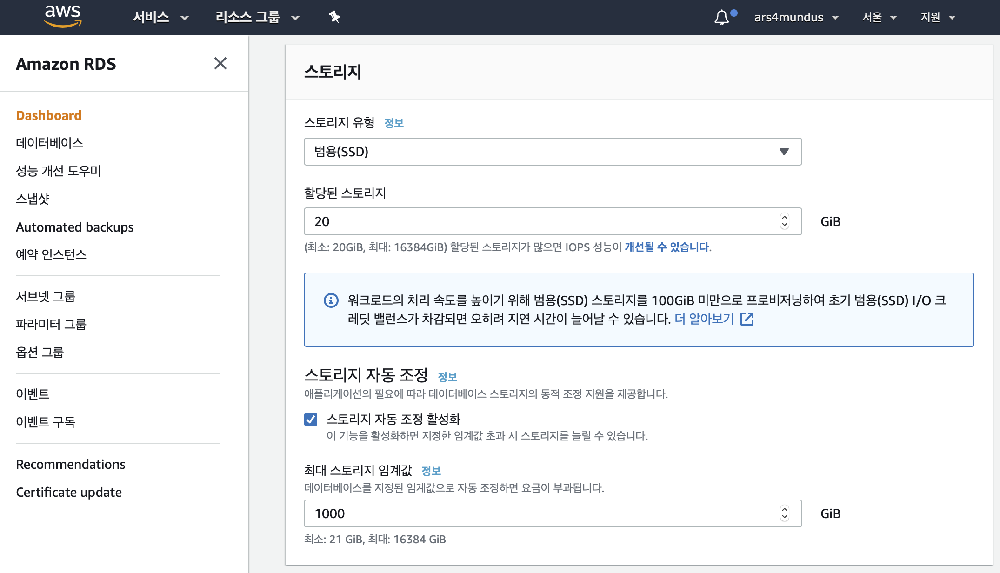 aws 서비스 리소스 그룹 ars4mundus 서울 지원
Amazon RDS
Dashboard
데이터베이스
성능 개선 도우미
스냅샷
Automated backups
예약 인스턴스
서브넷 그룹
파라미터 그룹
옵션 그룹
이벤트
이벤트 구독
Recommendations
Certificate update
스토리지
스토리지 유형 정보
범용(SSD)
할당된 스토리지
20 GiB
(최소: 20GiB, 최대: 16384GiB) 할당된 스토리지가 많으면 IOPS 성능이 개선될 수 있습니다.
워크로드의 처리 속도를 높이기 위해 범용(SSD) 스토리지를 100GiB 미만으로 프로비저닝하여 초기 범용(SSD) I/O 크
레딧 밸런스가 차감되면 오히려 지연 시간이 늘어날 수 있습니다. 더 알아보기
스토리지 자동 조정 정보
애플리케이션의 필요에 따라 데이터베이스 스토리지의 동적 조정 지원을 제공합니다.
스토리지 자동 조정 활성화
이 기능을 활성화하면 지정한 임계값 초과 시 스토리지를 늘릴 수 있습니다.
최대 스토리지 임계값 정보
데이터베이스를 지정된 임계값으로 자동 조정하면 요금이 부과됩니다.
1000 GiB
최소: 21 GiB, 최대: 16384 GiB